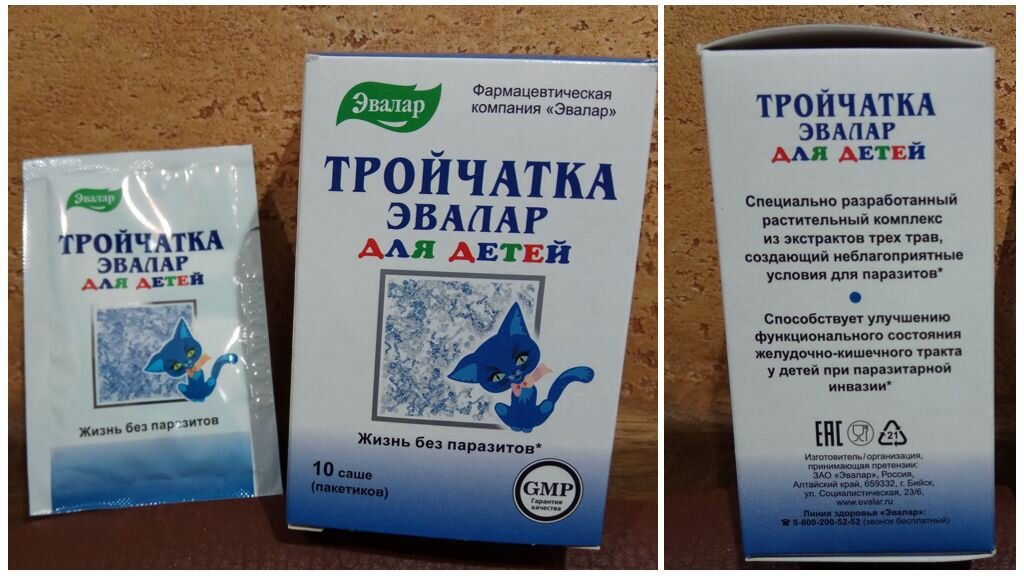 Эвалар
ТРОЙЧАТКА
ЭВАЛАР
ДЛЯ ДЕТЕЙ
Жизнь без паразитов
Эвалар
Фармацевтическая
компания «Эвалар»
ТРОЙЧАТКА
ЭВАЛАР
ДЛЯ ДЕТЕЙ
Жизнь без паразитов*
10 саше
(пакетиков)
GMP
Гарантия
качества
ТРОЙЧАТКА
ЭВАЛАР
ДЛЯ ДЕТЕЙ
Специально разработанный
растительный комплекс
из экстрактов трех трав,
создающий неблагоприятные
условия для паразитов*
Способствует улучшению
функционального состояния
желудочно-кишечного тракта
у детей при паразитарной
инвазии*
ЕАС
21
Изготовитель/организация,
принимающая претензии:
ЗАО «Эвалар», Россия,
Алтайский край, 659332, г. Бийск,
ул. Социалистическая, 23/6,
www.evalar.ru
Линия здоровья «Эвалар»:
☎ 8-800-200-52-52 (звонок бесплатный)